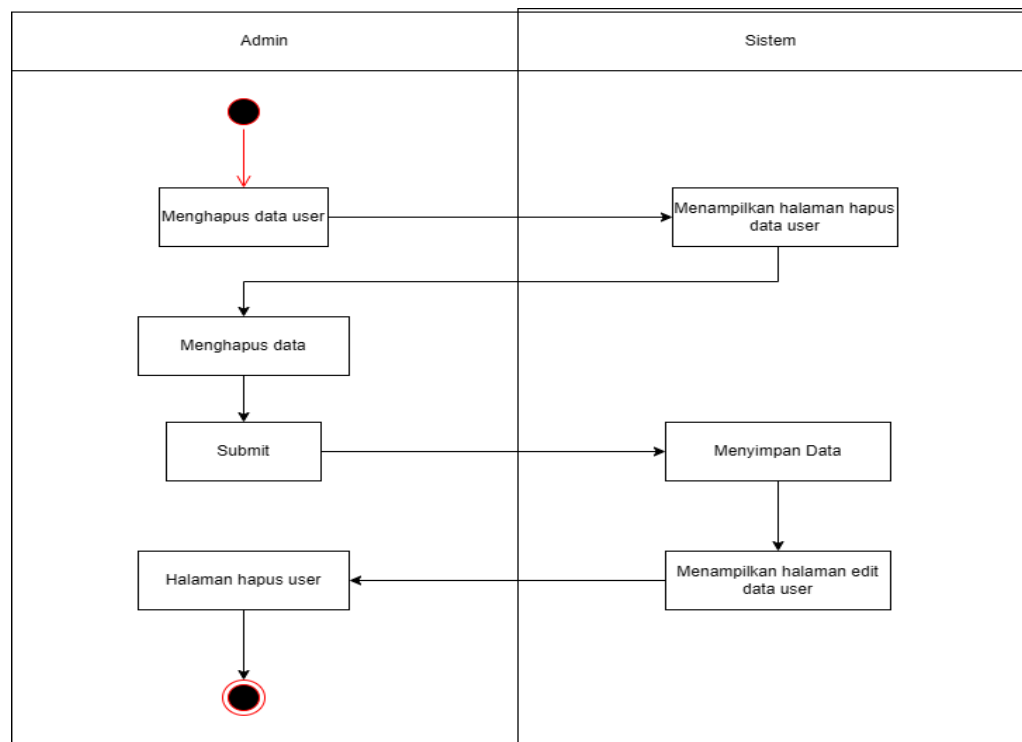 Admin
Sistem
Menghapus data user
Menampilkan halaman hapus
data user
Menghapus data
Submit
Menyimpan Data
Halaman hapus user
Menampilkan halaman edit
data user